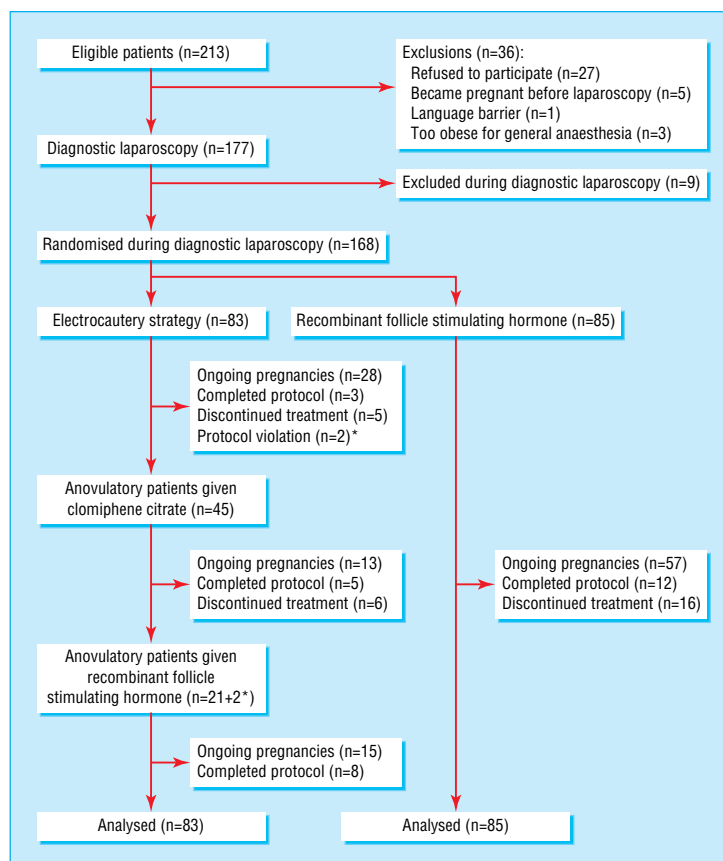 Eligible patients (n=213)
Exclusions (n=36):
Refused to participate (n=27)
Became pregnant before laparoscopy (n=5)
Language barrier (n=1)
Too obese for general anaesthesia (n=3)
Diagnostic laparoscopy (n=177)
Excluded during diagnostic laparoscopy (n=9)
Randomised during diagnostic laparoscopy (n=168)
Electrocautery strategy (n=83)
Recombinant follicle stimulating hormone (n=85)
Ongoing pregnancies (n=28)
Completed protocol (n=3)
Discontinued treatment (n=5)
Protocol violation (n=2)*
Anovulatory patients given
clomiphene citrate (n=45)
Ongoing pregnancies (n=13)
Completed protocol (n=5)
Discontinued treatment (n=6)
Ongoing pregnancies (n=57)
Completed protocol (n=12)
Discontinued treatment (n=16)
Anovulatory patients given
recombinant follicle
stimulating hormone (n=21+2*)
Ongoing pregnancies (n=15)
Completed protocol (n=8)
Analysed (n=83)
Analysed (n=85)